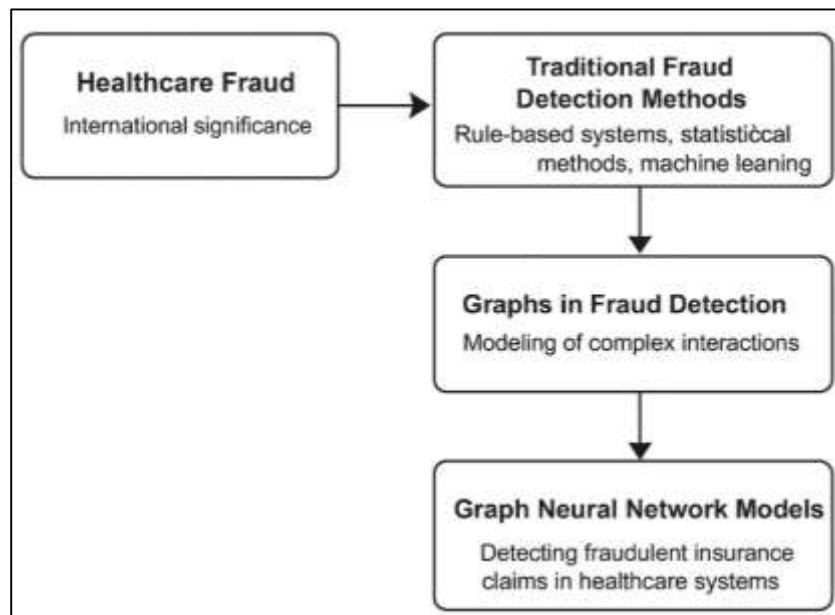 Healthcare Fraud
International significance
Traditional Fraud
Detection Methods
Rule-based systems, statisticcal
methods, machine leaning
Graphs in Fraud Detection
Modeling of complex interactions
Graph Neural Network Models
Detecting fraudulent insurance
claims in healthcare systems